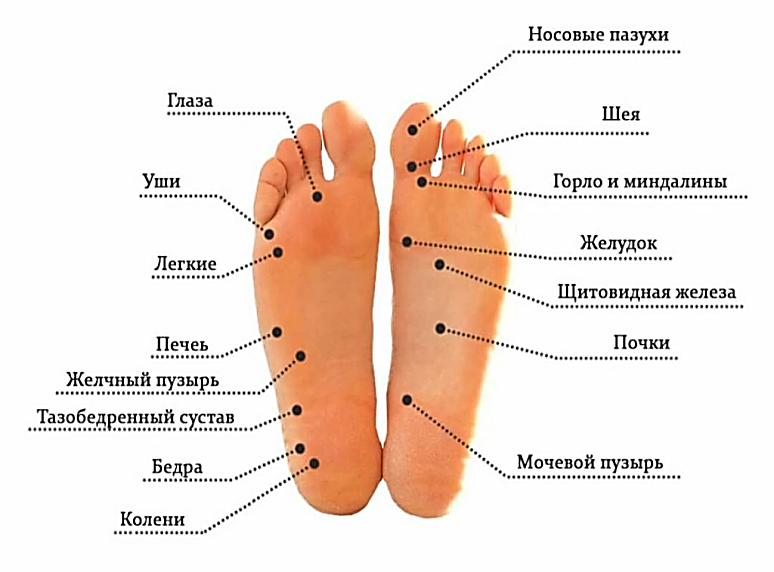 Носовые пазухи
Глаза
Шея
Уши
Горло и миндалины
Желудок
Легкие
Щитовидная железа
Печеь
Почки
Желчный пузырь
Тазобедренный сустав
Бедра
Мочевой пузырь
Колени